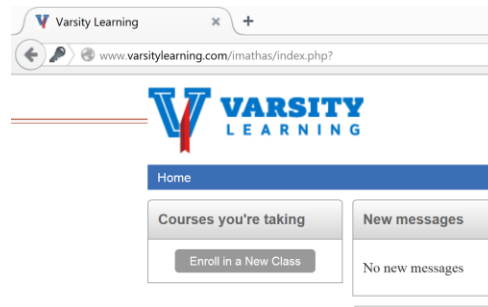 Varsity Learning
www.varsitylearning.com/imathas/index.php?
VARSITY
LEARNING
Home
Courses you're taking
Enroll in a New Class
New messages
No new messages